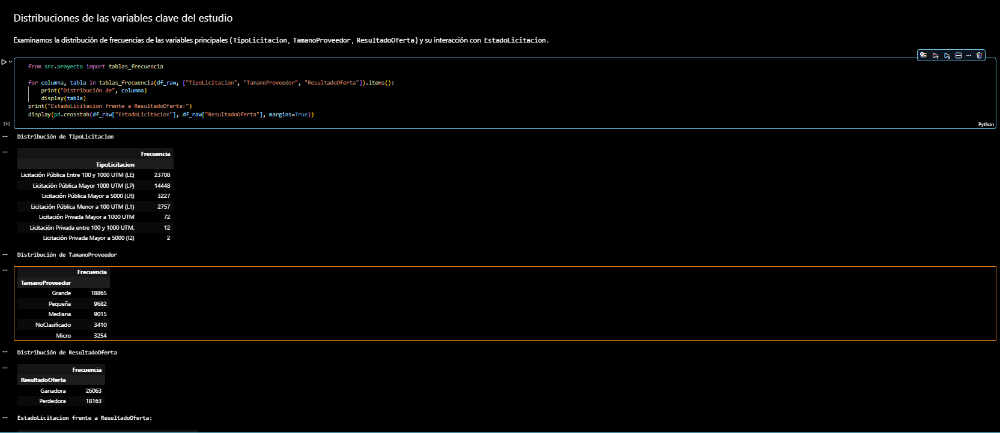 Distribuciones de las variables clave del estudio
Examinamos la distribución de frecuencias de las variables principales (TipoLicitacion, TamanoProveedor, ResultadoOferta) y su interacción con EstadoLicitacion.
from src.proyecto import tablas_frecuencia
for columna, tabla in tablas_frecuencia(df_raw, ["TipoLicitacion", "TamanoProveedor", "ResultadoOferta"]).items():
print("Distribución de", columna)
display(tabla)
print("EstadoLicitacion frente a ResultadoOferta:")
display(pd.crosstab(df_raw["EstadoLicitacion"], df_raw["ResultadoOferta"], margins=True))
[5]
Python
Distribución de TipoLicitacion
Frecuencia
TipoLicitacion
Licitación Pública Entre 100 y 1000 UTM (LE) 23708
Licitación Pública Mayor 1000 UTM (LP) 14448
Licitación Pública Mayor a 5000 (LR) 3227
Licitación Pública Menor a 100 UTM (L1) 2757
Licitación Privada Mayor a 1000 UTM 72
Licitación Privada entre 100 y 1000 UTM. 12
Licitación Privada Mayor a 5000 (I2) 2
Distribución de TamanoProveedor
Frecuencia
TamanoProveedor
Grande 18865
Pequeña 9682
Mediana 9015
NoClasificado 3410
Micro 3254
Distribución de ResultadoOferta
Frecuencia
ResultadoOferta
Ganadora 26063
Perdedora 18163
EstadoLicitacion frente a ResultadoOferta: